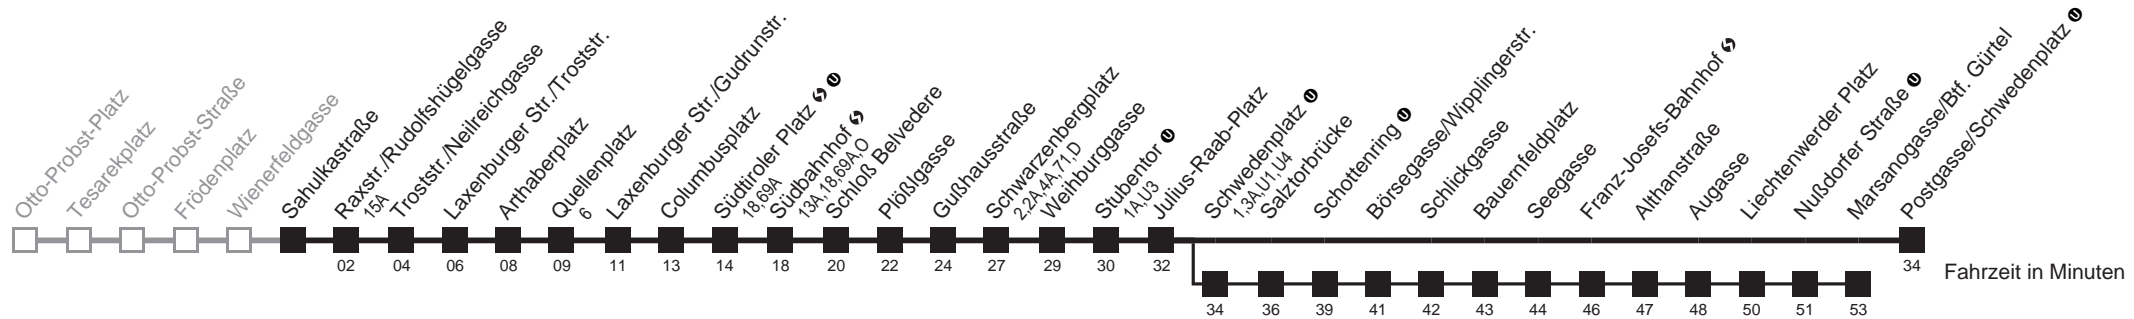 Otto-Probst-Platz
Tesarekplatz
Otto-Probst-Straße
Frödenplatz
Wienerfeldgasse
Sahulkastraße
Raxstr./Rudolfshügelgasse
15A
Troststr./Neilreichgasse
Laxenburger Str./Troststr.
Arthaberplatz
Quellenplatz
6
Laxenburger Str./Gudrunstr.
Columbusplatz
Südtiroler Platz S U
18,69A
Südbahnhof S
13A,18,69A,O
Schloß Belvedere
Plößlgasse
Gußhausstraße
Schwarzenbergplatz
2,2A,4A,71,D
Weihburggasse
Stubentor U
1A,U3
Julius-Raab-Platz
Schwedenplatz U
1,3A,U1,U4
Salztorbrücke
Schottenring U
Börsegasse/Wipplingerstr.
Schlickgasse
Bauernfeldplatz
Seegasse
Franz-Josefs-Bahnhof S
Althanstraße
Augasse
Liechtenwerder Platz
Nußdorfer Straße U
Marsanogasse/Btf. Gürtel
Postgasse/Schwedenplatz U
02 04 06 08 09 11 13 14 18 20 22 24 27 29 30 32 34
Fahrzeit in Minuten
34 36 39 41 42 43 44 46 47 48 50 51 53